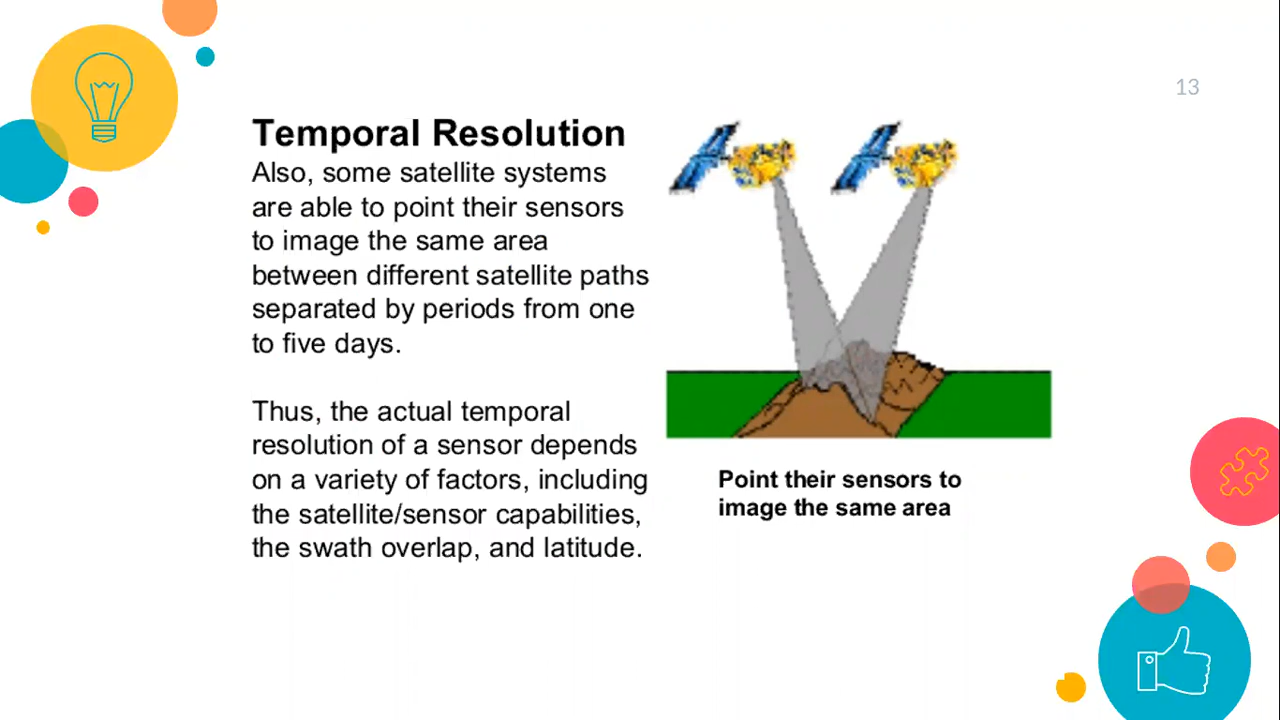 13
Temporal Resolution
Also, some satellite systems
are able to point their sensors
to image the same area
between different satellite paths
separated by periods from one
to five days.
Thus, the actual temporal
resolution of a sensor depends
on a variety of factors, including
the satellite/sensor capabilities,
the swath overlap, and latitude.
Point their sensors to
image the same area